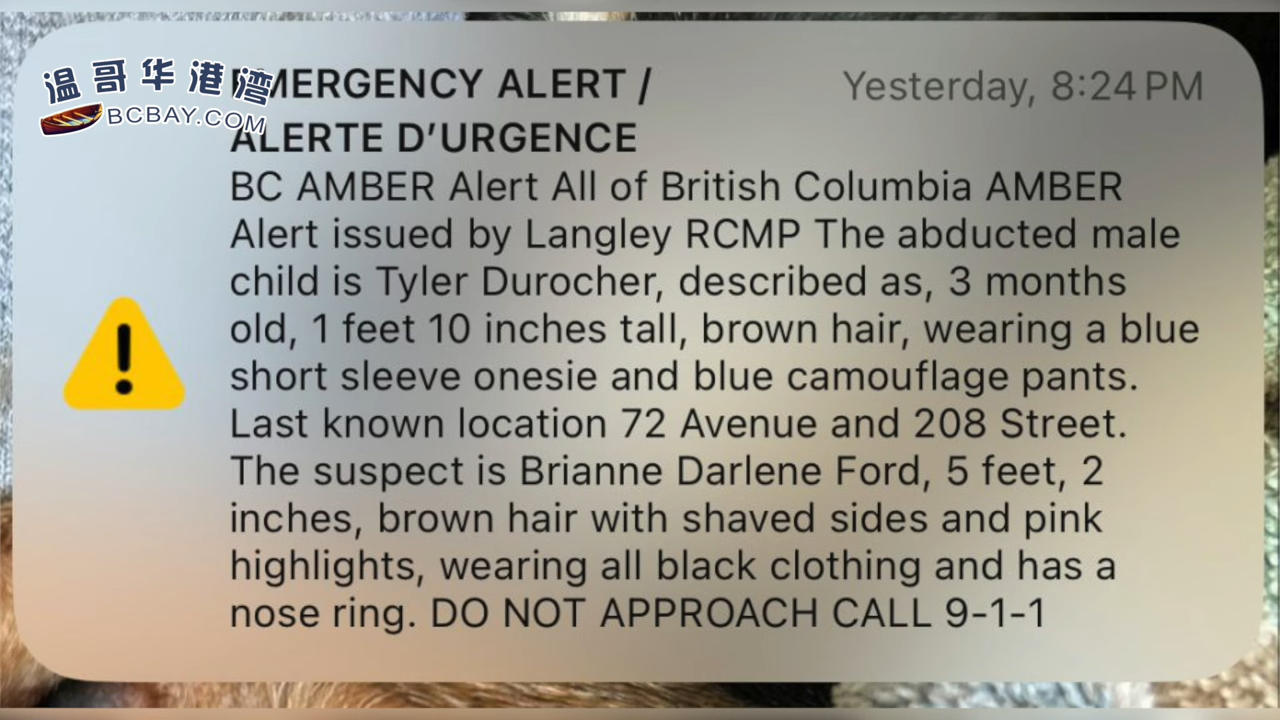 温哥华港湾
BCBAY.COM
EMERGENCY ALERT /
ALERTE D'URGENCE
Yesterday, 8:24 PM
BC AMBER Alert All of British Columbia AMBER
Alert issued by Langley RCMP The abducted male
child is Tyler Durocher, described as, 3 months
old, 1 feet 10 inches tall, brown hair, wearing a blue
short sleeve onesie and blue camouflage pants.
Last known location 72 Avenue and 208 Street.
The suspect is Brianne Darlene Ford, 5 feet, 2
inches, brown hair with shaved sides and pink
highlights, wearing all black clothing and has a
nose ring. DO NOT APPROACH CALL 9-1-1